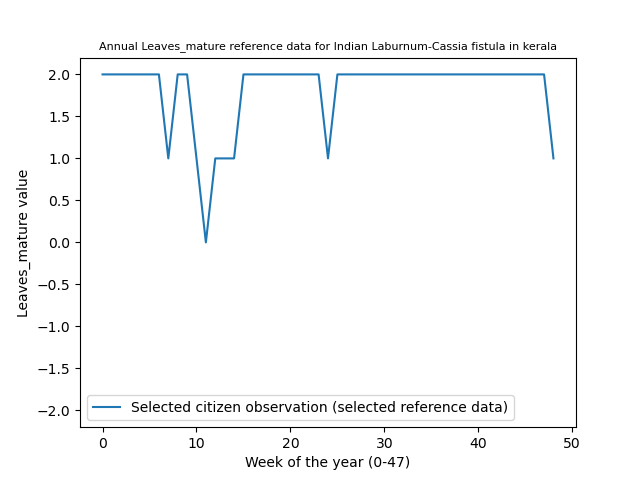 Annual Leaves_mature reference data for Indian Laburnum-Cassia fistula in kerala
2.0
1.5
1.0
0.5
0.0
−0.5
−1.0
−1.5
−2.0
Leaves_mature value
Selected citizen observation (selected reference data)
0 10 20 30 40 50
Week of the year (0-47)